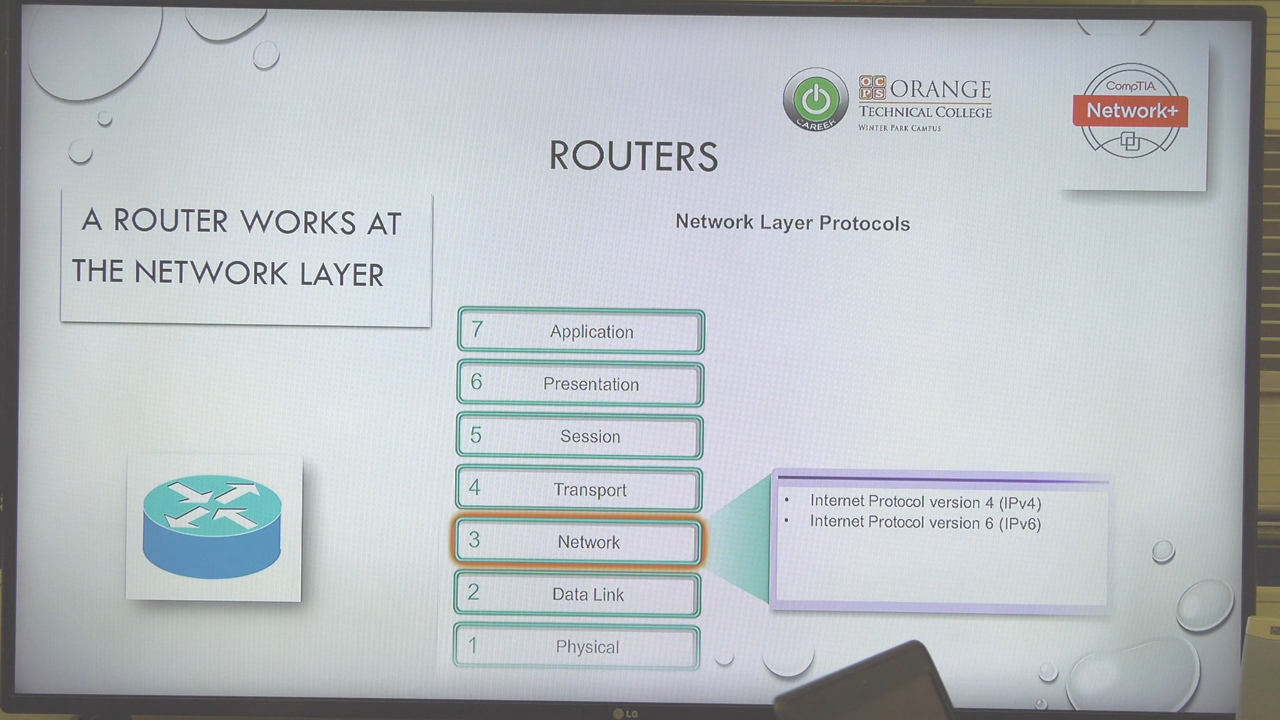 CAREER
OCPS
ORANGE
TECHNICAL COLLEGE
WINTER PARK CAMPUS
CompTIA
Network+
ROUTERS
A ROUTER WORKS AT
THE NETWORK LAYER
Network Layer Protocols
7 Application
6 Presentation
5 Session
4 Transport
3 Network
2 Data Link
1 Physical
• Internet Protocol version 4 (IPv4)
• Internet Protocol version 6 (IPv6)
LG